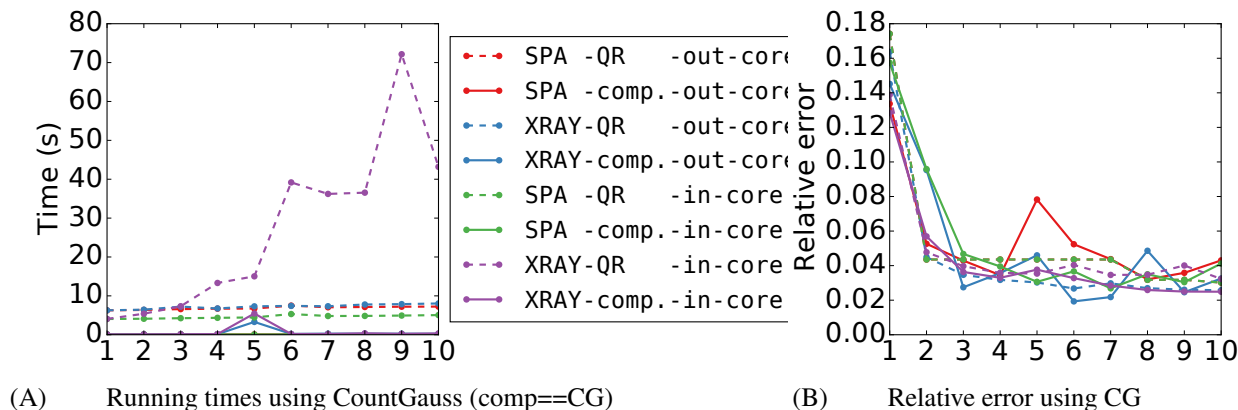 80
70
60
50
40
30
20
10
0
Time (s)
1 2 3 4 5 6 7 8 9 10
SPA -QR -out-core
SPA -comp.-out-core
XRAY-QR -out-core
XRAY-comp.-out-core
SPA -QR -in-core
SPA -comp.-in-core
XRAY-QR -in-core
XRAY-comp.-in-core
0.18
0.16
0.14
0.12
0.10
0.08
0.06
0.04
0.02
0.00
Relative error
1 2 3 4 5 6 7 8 9 10
(A) Running times using CountGauss (comp==CG)
(B) Relative error using CG